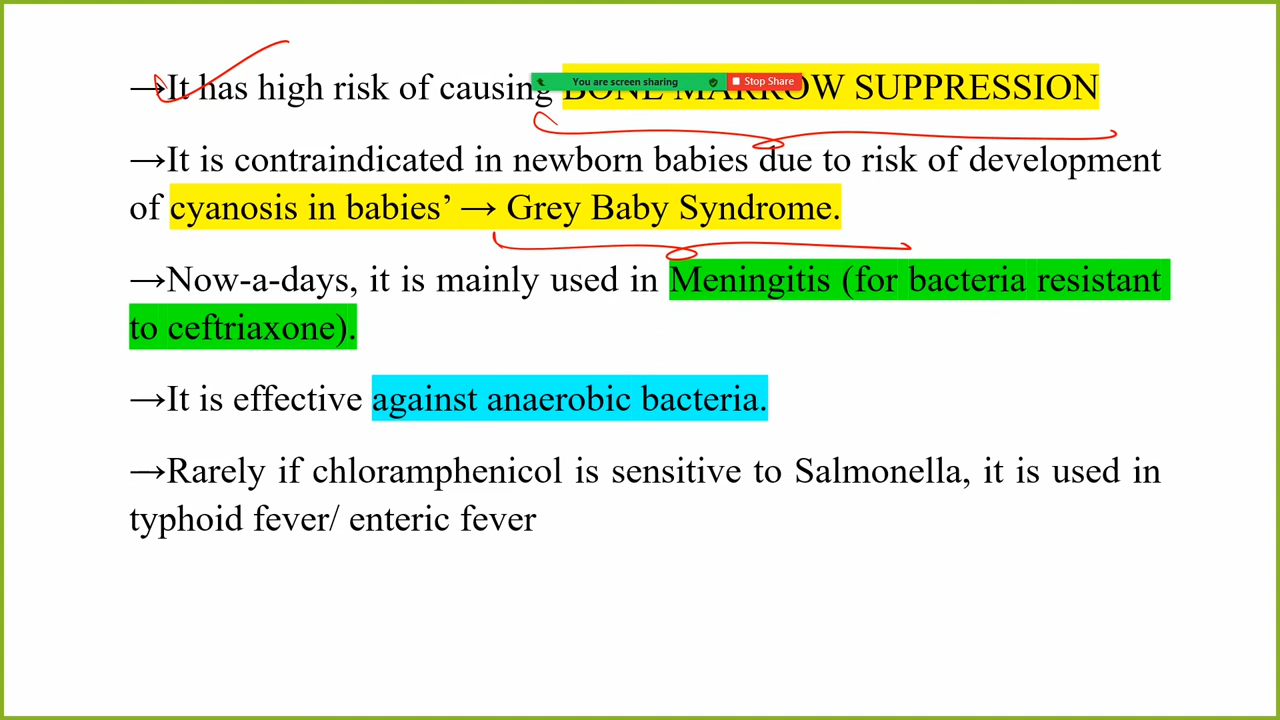 →It has high risk of causing BONE MARROW SUPPRESSION
You are screen sharing Stop Share
→It is contraindicated in newborn babies due to risk of development
of cyanosis in babies’ → Grey Baby Syndrome.
→Now-a-days, it is mainly used in Meningitis (for bacteria resistant
to ceftriaxone).
→It is effective against anaerobic bacteria.
→Rarely if chloramphenicol is sensitive to Salmonella, it is used in
typhoid fever/ enteric fever